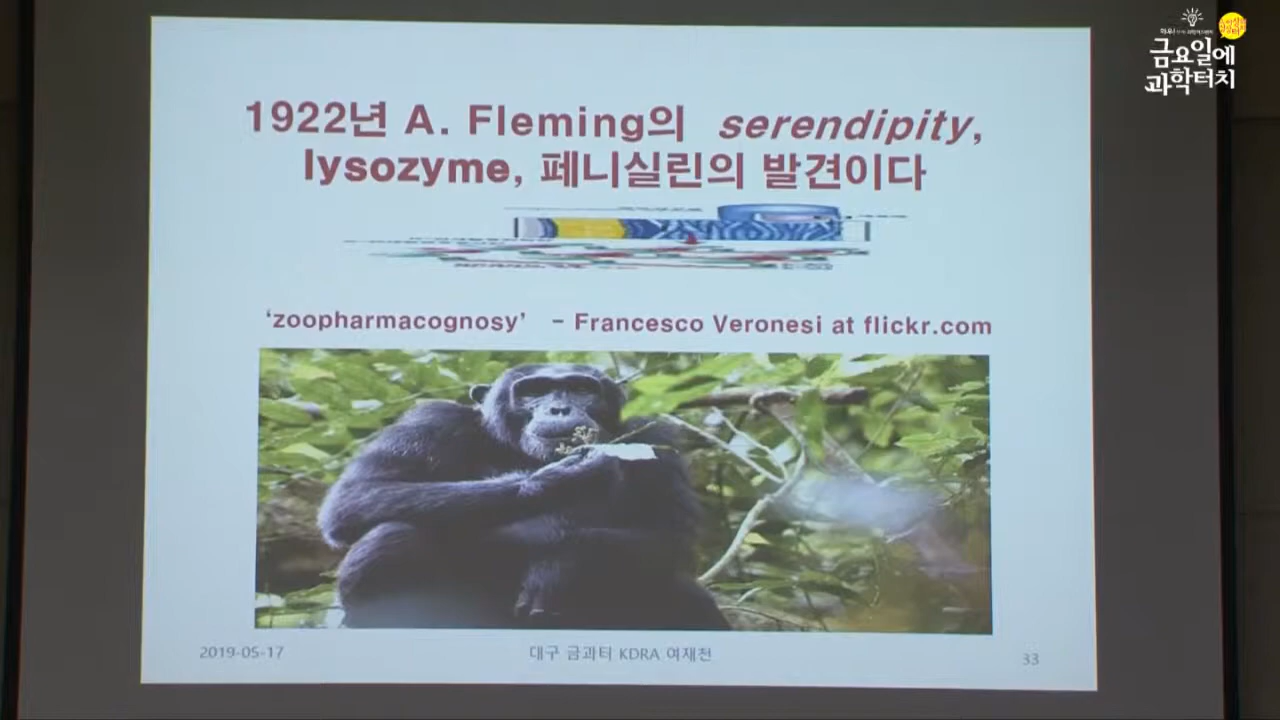 금요일에
과학터치
1922년 A. Fleming의 serendipity,
lysozyme, 페니실린의 발견이다
‘zoopharmacognosy’ – Francesco Veronesi at flickr.com
2019-05-17
대구 금과터 KDRA 여재천
33